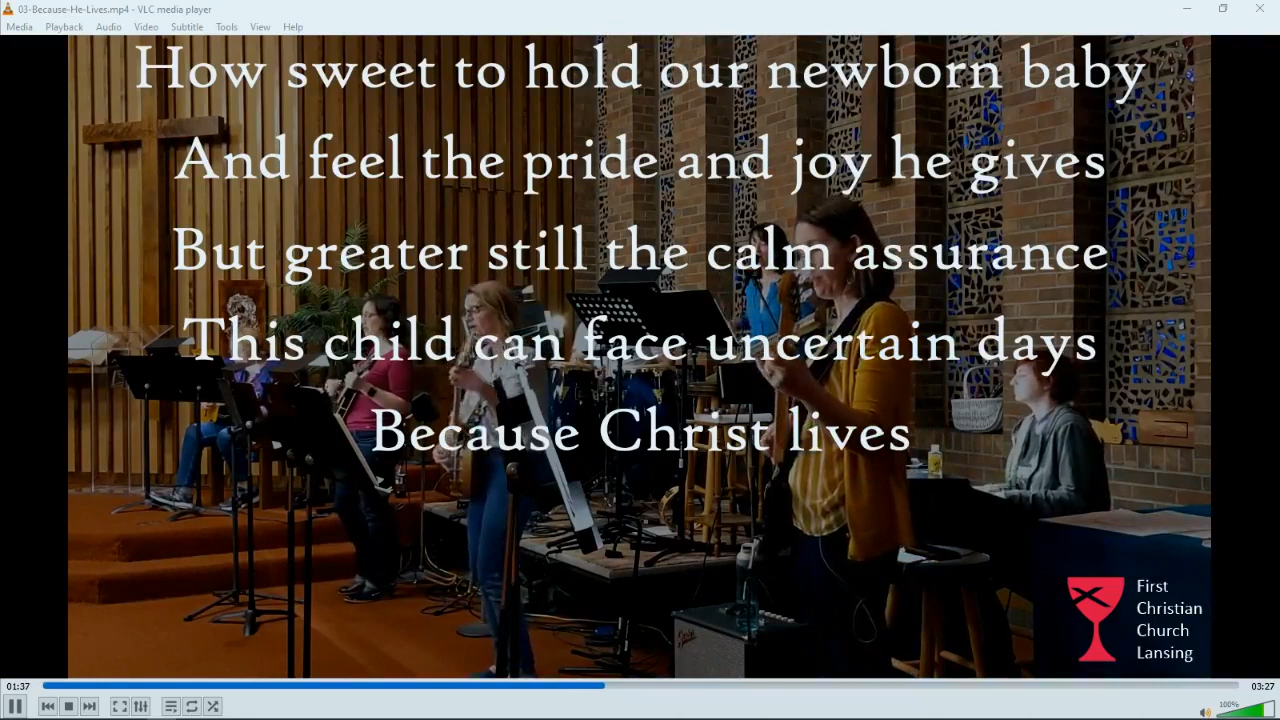 03-Because-He-Lives.mp4 - VLC media player
Media Playback Audio Video Subtitle Tools View Help
How sweet to hold our newborn baby
And feel the pride and joy he gives
But greater still the calm assurance
This child can face uncertain days
Because Christ lives
First
Christian
Church
Lansing
01:37
03:27
100%